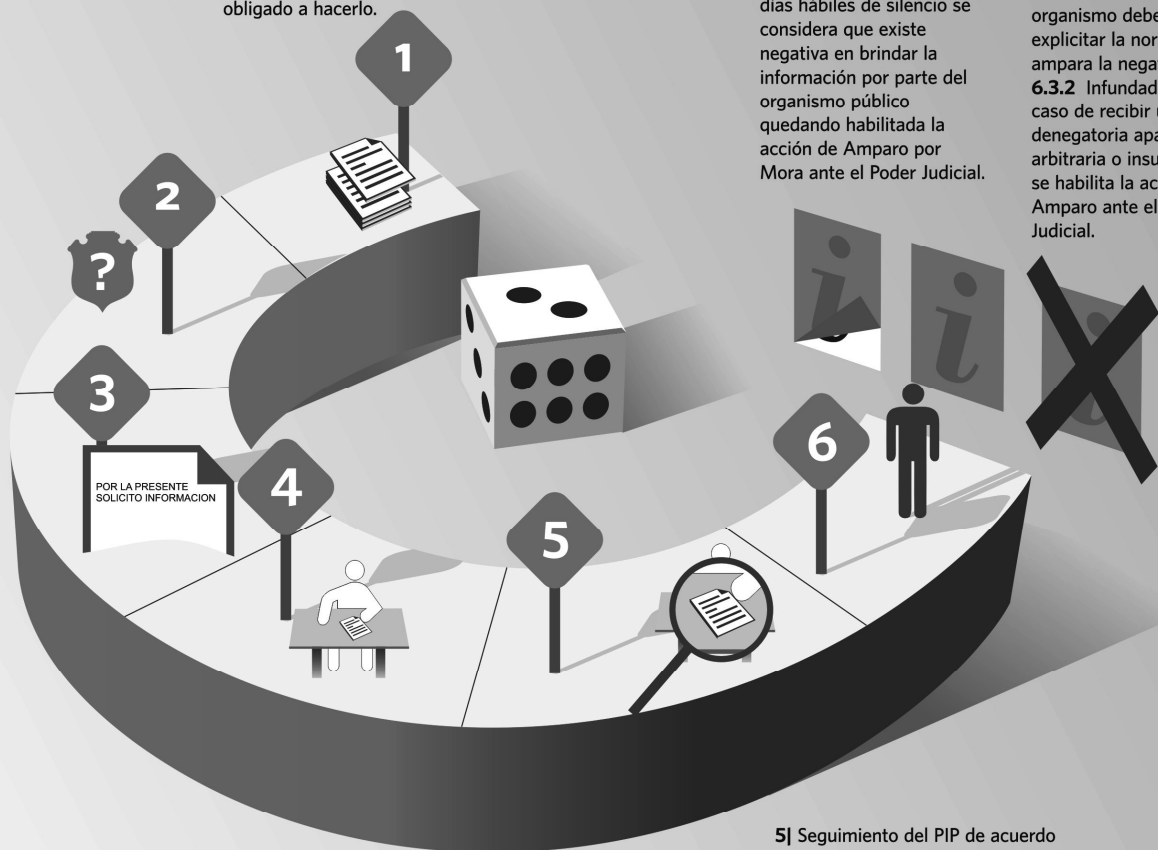 obligado a hacerlo.
días hábiles de silencio se
considera que existe
negativa en brindar la
información por parte del
organismo público
quedando habilitada la
acción de Amparo por
Mora ante el Poder Judicial.
organismo debe
explicitar la nor
ampara la nega
6.3.2 Infundad
caso de recibir
denegatoria apa
arbitraria o insu
se habilita la ac
Amparo ante el
Judicial.
1
2
?
3
POR LA PRESENTE
SOLICITO INFORMACION
4
5
6
i
i
i
5| Seguimiento del PIP de acuerdo